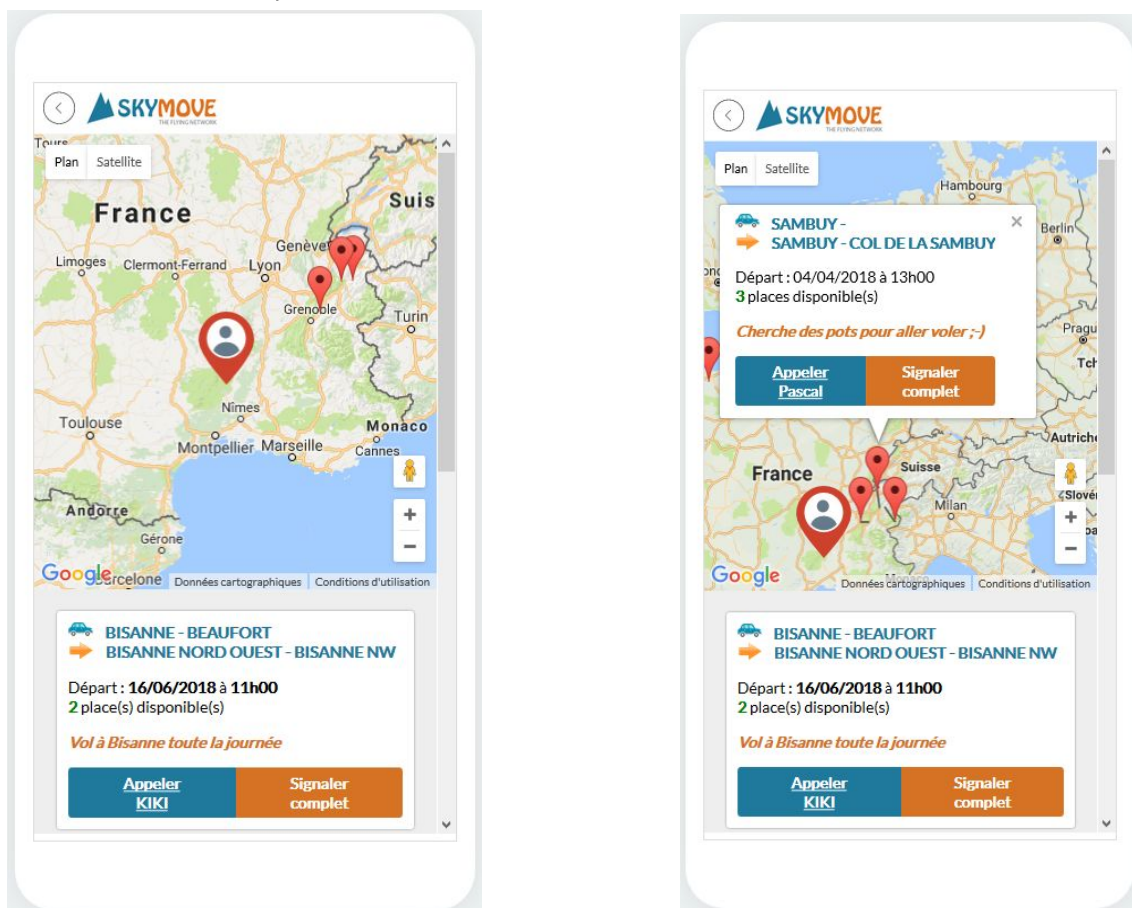 SKYMOVE
THE FLYING NETWORK
Tours
Plan Satellite
France
Suis
Genève
Limoges Clermont-Ferrand Lyon
Grenoble
Turin
Nîmes
Toulouse
Monaco
Montpellier Marseille
Cannes
Andorre
Gérone
+
−
Google
Barcelone
Données cartographiques Conditions d'utilisation
BISANNE - BEAUFORT
BISANNE NORD OUEST - BISANNE NW
Départ : 16/06/2018 à 11h00
2 place(s) disponible(s)
Vol à Bisanne toute la journée
Appeler
KIKI
Signaler
complet
SKYMOVE
THE FLYING NETWORK
Plan Satellite
Hambourg
SAMBUY -
SAMBUY - COL DE LA SAMBUY
Berlin
Départ : 04/04/2018 à 13h00
3 places disponible(s)
Cherche des pots pour aller voler ;-)
Pragu
Tch
Appeler
Pascal
Signaler
complet
Autriche
France
Suisse
Slovén
Milan
+
−
Monaco
Google
Données cartographiques Conditions d'utilisation
BISANNE - BEAUFORT
BISANNE NORD OUEST - BISANNE NW
Départ : 16/06/2018 à 11h00
2 place(s) disponible(s)
Vol à Bisanne toute la journée
Appeler
KIKI
Signaler
complet